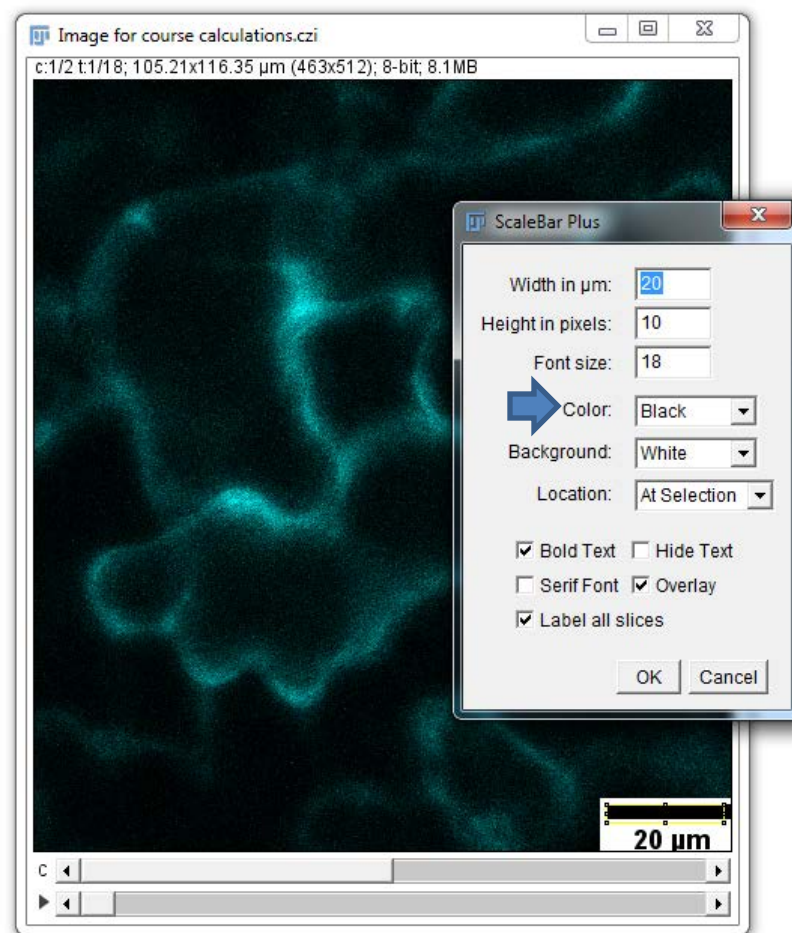 Image for course calculations.czi
c:1/2 t:1/18; 105.21x116.35 µm (463x512); 8-bit; 8.1MB
ScaleBar Plus
Width in µm: 20
Height in pixels: 10
Font size: 18
Color: Black
Background: White
Location: At Selection
Bold Text Hide Text
Serif Font Overlay
Label all slices
OK Cancel
20 µm
c